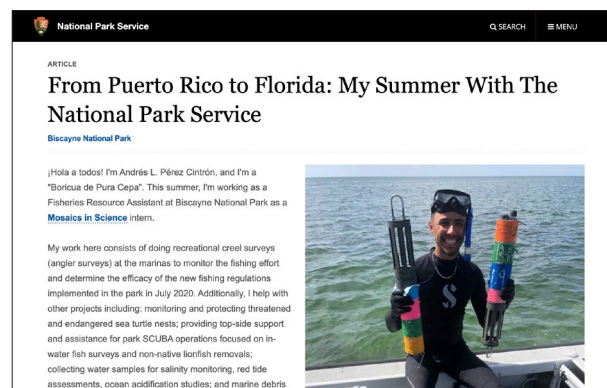 National Park Service
SEARCH
MENU
ARTICLE
From Puerto Rico to Florida: My Summer With The
National Park Service
Biscayne National Park
¡Hola a todos! I'm Andrés L. Pérez Cintrón, and I'm a
"Boricua de Pura Cepa". This summer, I'm working as a
Fisheries Resource Assistant at Biscayne National Park as a
Mosaics in Science intern.
My work here consists of doing recreational creel surveys
(angler surveys) at the marinas to monitor the fishing effort
and determine the efficacy of the new fishing regulations
implemented in the park in July 2020. Additionally, I help with
other projects including: monitoring and protecting threatened
and endangered sea turtle nests; providing top-side support
and assistance for park SCUBA operations focused on in-
water fish surveys and non-native lionfish removals;
collecting water samples for salinity monitoring, red tide
assessments, ocean acidification studies; and marine debris